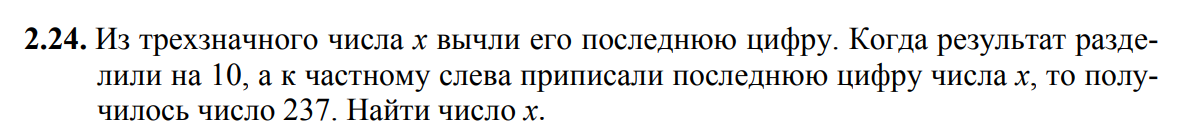 2.24. Из трехзначного числа x вычли его последнюю цифру. Когда результат разде-
лили на 10, а к частному слева приписали последнюю цифру числа x, то полу-
чилось число 237. Найти число x.